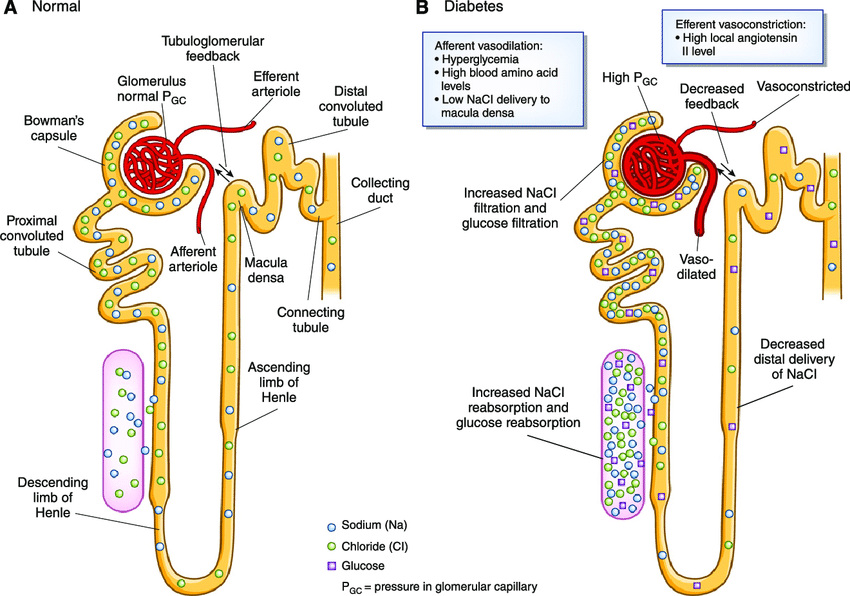 A Normal
Tubuloglomerular
feedback
Glomerulus
normal PGC
Efferent
arteriole
Bowman's
capsule
Distal
convoluted
tubule
Collecting
duct
Proximal
convoluted
tubule
Afferent
arteriole
Macula
densa
Connecting
tubule
Ascending
limb of
Henle
Descending
limb of
Henle
Sodium (Na)
Chloride (Cl)
Glucose
PGC = pressure in glomerular capillary
B Diabetes
Afferent vasodilation:
• Hyperglycemia
• High blood amino acid
levels
• Low NaCl delivery to
macula densa
Efferent vasoconstriction:
• High local angiotensin
II level
High PGC
Decreased
feedback
Vasoconstricted
Increased NaCl
filtration and
glucose filtration
Vaso-
dilated
Decreased
distal delivery
of NaCl
Increased NaCl
reabsorption and
glucose reabsorption